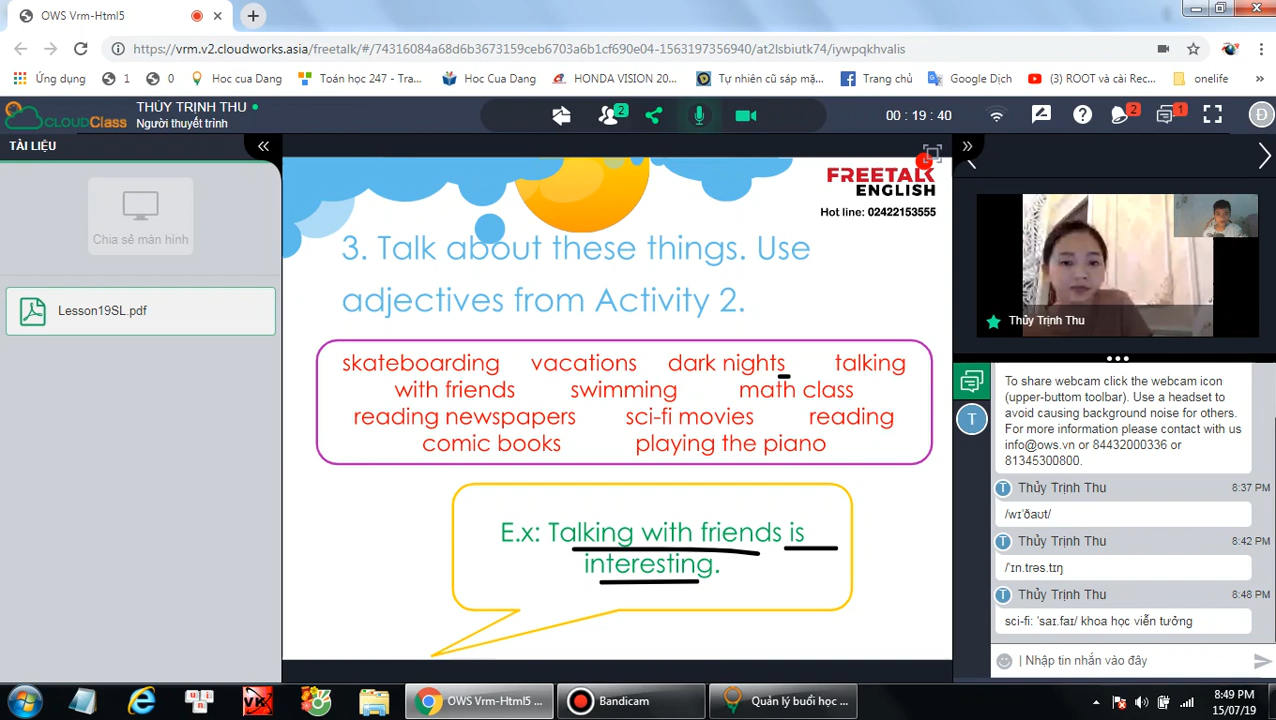 OWS Vrm-Html5
https://vrm.v2.cloudworks.asia/freetalk/#/74316084a68d6b3673159ceb6703a6b1cf690e04-1563197356940/at2lsbiutk74/iywpqkhvalis
Ứng dụng 1 0 Hoc cua Dang Toán học 247 - Tra... Học Cua Dang HONDA VISION 20... Tự nhiên cũ sáp mặ... Trang chủ Google Dịch (3) ROOT và cài Rec... onelife »
CLOUDClass
THỦY TRỊNH THU
Người thuyết trình
2
00 : 19 : 40
2 1 Đ
TÀI LIỆU
Chia sẻ màn hình
Lesson19SL.pdf
FREETALK
ENGLISH
Hot line: 02422153555
3. Talk about these things. Use
adjectives from Activity 2.
skateboarding vacations dark nights talking
with friends swimming math class
reading newspapers sci-fi movies reading
comic books playing the piano
E.x: Talking with friends is
interesting.
Thủy Trịnh Thu
T
To share webcam click the webcam icon
(upper-buttom toolbar). Use a headset to
avoid causing background noise for others.
For more information please contact with us
info@ows.vn or 84432000336 or
81345300800.
T Thủy Trịnh Thu 8:37 PM
/wɪˈðaʊt/
T Thủy Trịnh Thu 8:42 PM
/ˈɪn.trəs.tɪŋ
T Thủy Trịnh Thu 8:48 PM
sci-fi: ˈsaɪ.faɪ/ khoa học viễn tưởng
Nhập tin nhắn vào đây
OWS Vrm-Html5 ...
Bandicam
Quản lý buổi học ...
8:49 PM
15/07/19